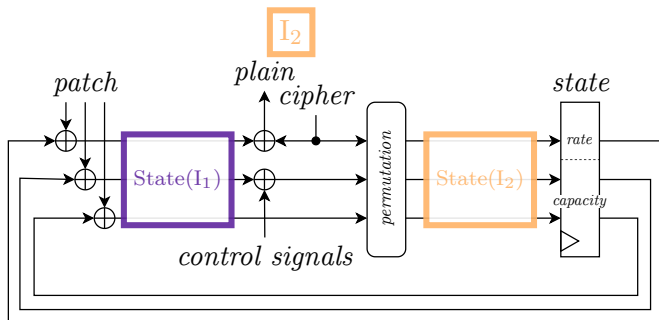 I₂
patch
plain
cipher
state
State(I₁)
permutation
State(I₂)
rate
capacity
control signals